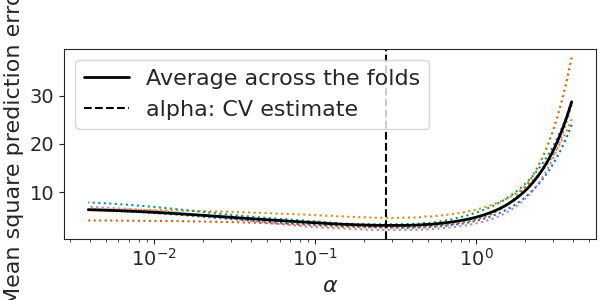 Mean square prediction erro
30
20
10
Average across the folds
alpha: CV estimate
10⁻² 10⁻¹ 10⁰
α